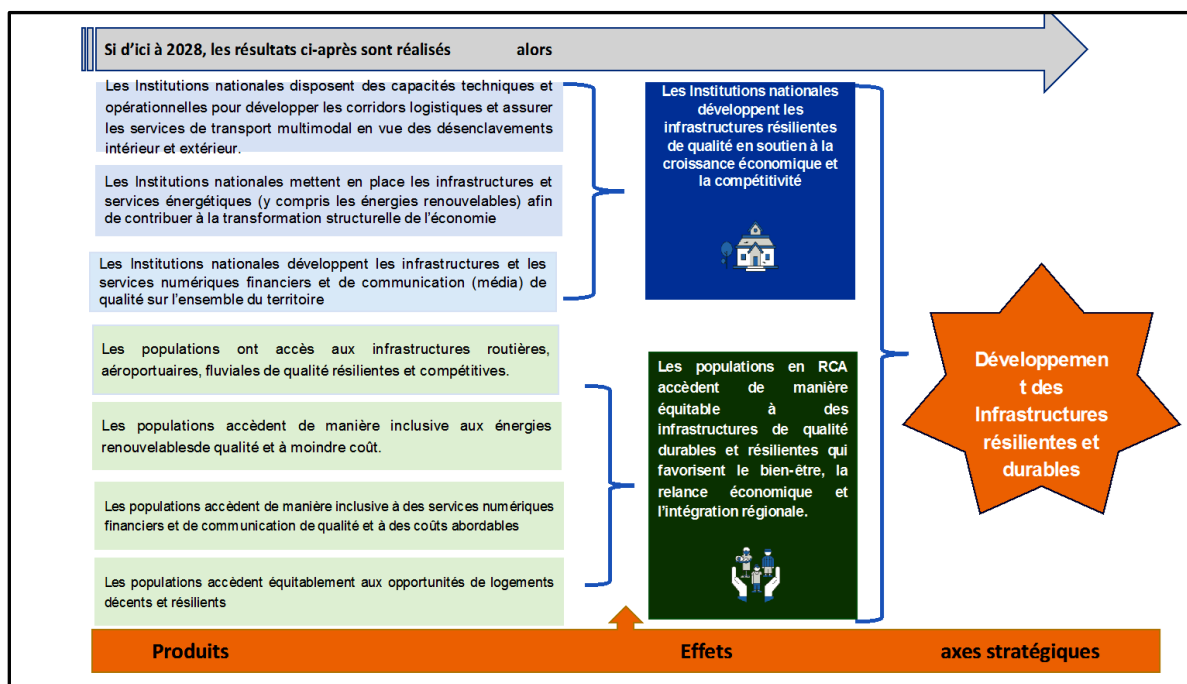 Si d'ici à 2028, les résultats ci-après sont réalisés alors
Les Institutions nationales disposent des capacités techniques et
opérationnelles pour développer les corridors logistiques et assurer
les services de transport multimodal en vue des désenclavements
intérieur et extérieur.
Les Institutions nationales mettent en place les infrastructures et
services énergétiques (y compris les énergies renouvelables) afin
de contribuer à la transformation structurelle de l'économie
Les Institutions nationales développent les infrastructures et les
services numériques financiers et de communication (média) de
qualité sur l'ensemble du territoire
Les populations ont accès aux infrastructures routières,
aéroportuaires, fluviales de qualité résilientes et compétitives.
Les populations accèdent de manière inclusive aux énergies
renouvelablesde qualité et à moindre coût.
Les populations accèdent de manière inclusive à des services numériques
financiers et de communication de qualité et à des coûts abordables
Les populations accèdent équitablement aux opportunités de logements
décents et résilients
Les Institutions nationales
développent les
infrastructures résilientes
de qualité en soutien à la
croissance économique et
la compétitivité
Les populations en RCA
accèdent de manière
équitable à des
infrastructures de qualité
durables et résilientes qui
favorisent le bien-être, la
relance économique et
l'intégration régionale.
Développemen
t des
Infrastructures
résilientes et
durables
Produits Effets axes stratégiques